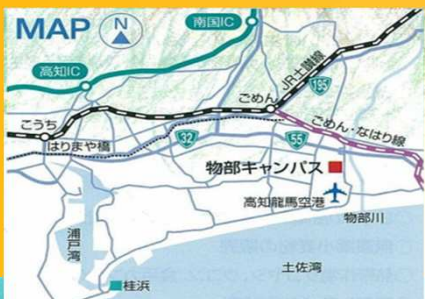 MAP
N
南国IC
高知IC
JR土讃線
195
ごめん
こうち
はりまや橋
32
55
ごめん・なはり線
物部キャンパス
高知龍馬空港
物部川
浦戸湾
土佐湾
桂浜